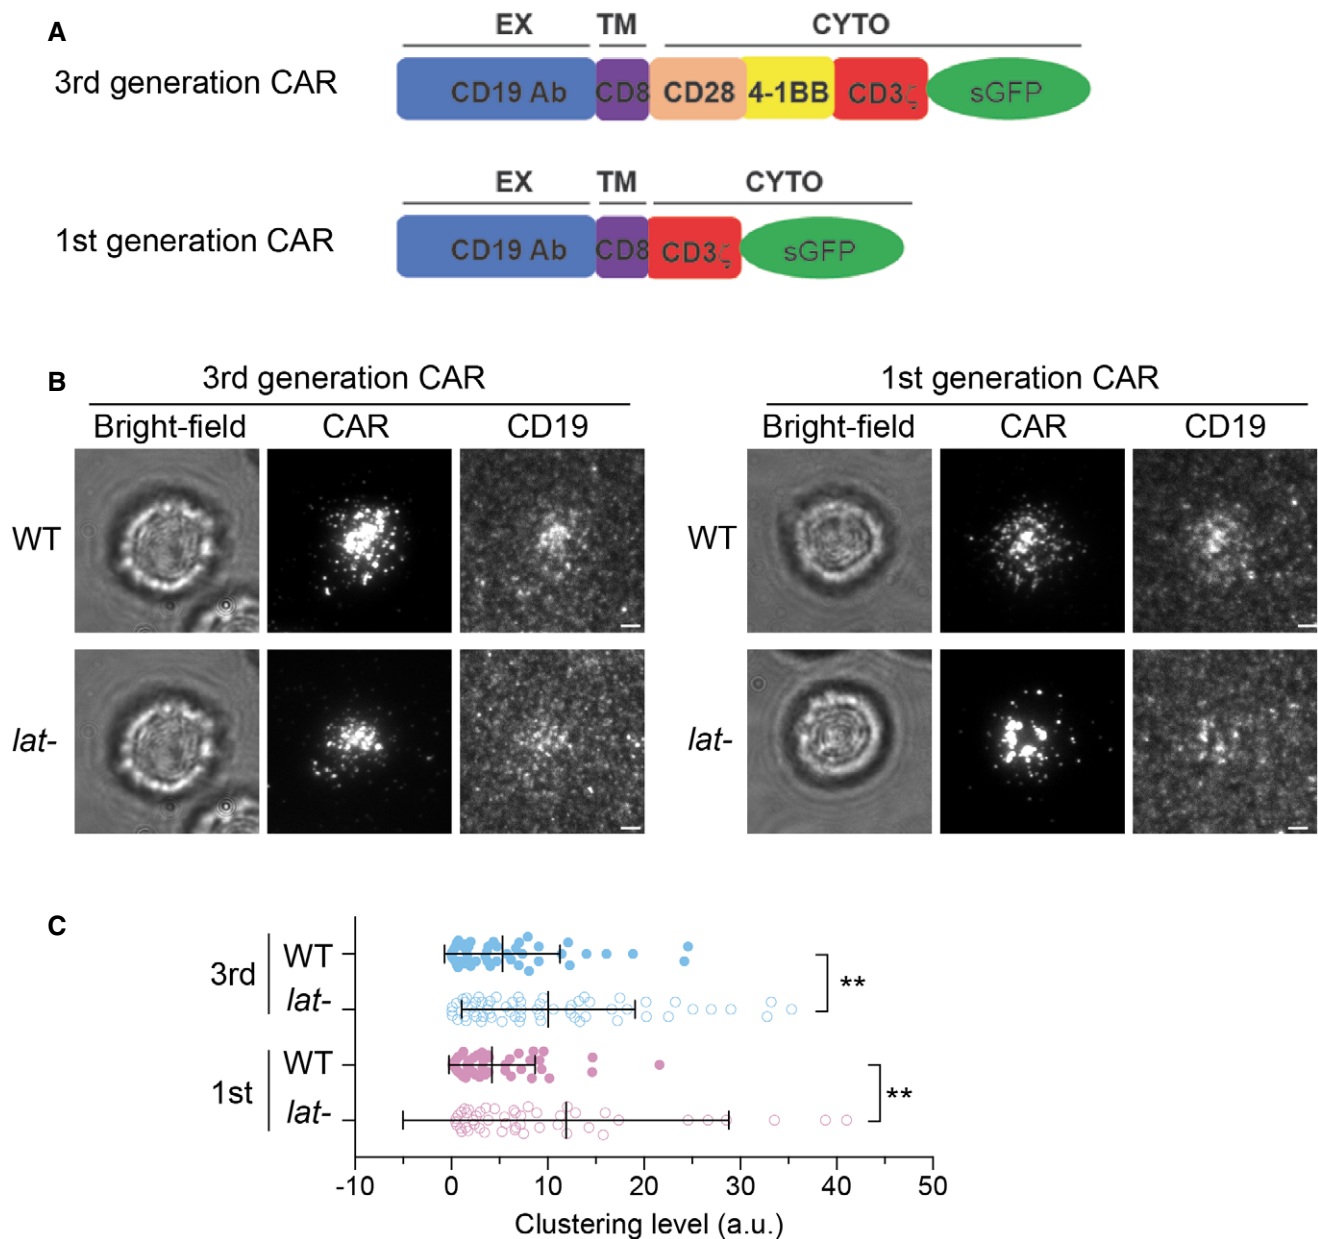 A
EX TM CYTO
3rd generation CAR CD19 Ab CD8 CD28 4-1BB CD3ζ sGFP
EX TM CYTO
1st generation CAR CD19 Ab CD8 CD3ζ sGFP
B 3rd generation CAR 1st generation CAR
Bright-field CAR CD19 Bright-field CAR CD19
WT WT
lat- lat-
C
3rd WT
lat- **
1st WT
lat- **
-10 0 10 20 30 40 50
Clustering level (a.u.)